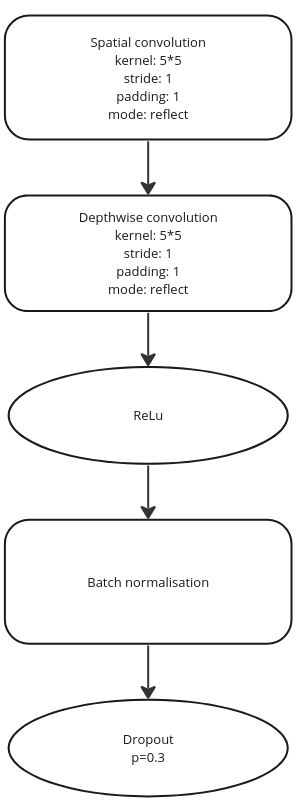 Spatial convolution
kernel: 5*5
stride: 1
padding: 1
mode: reflect
Depthwise convolution
kernel: 5*5
stride: 1
padding: 1
mode: reflect
ReLu
Batch normalisation
Dropout
p=0.3